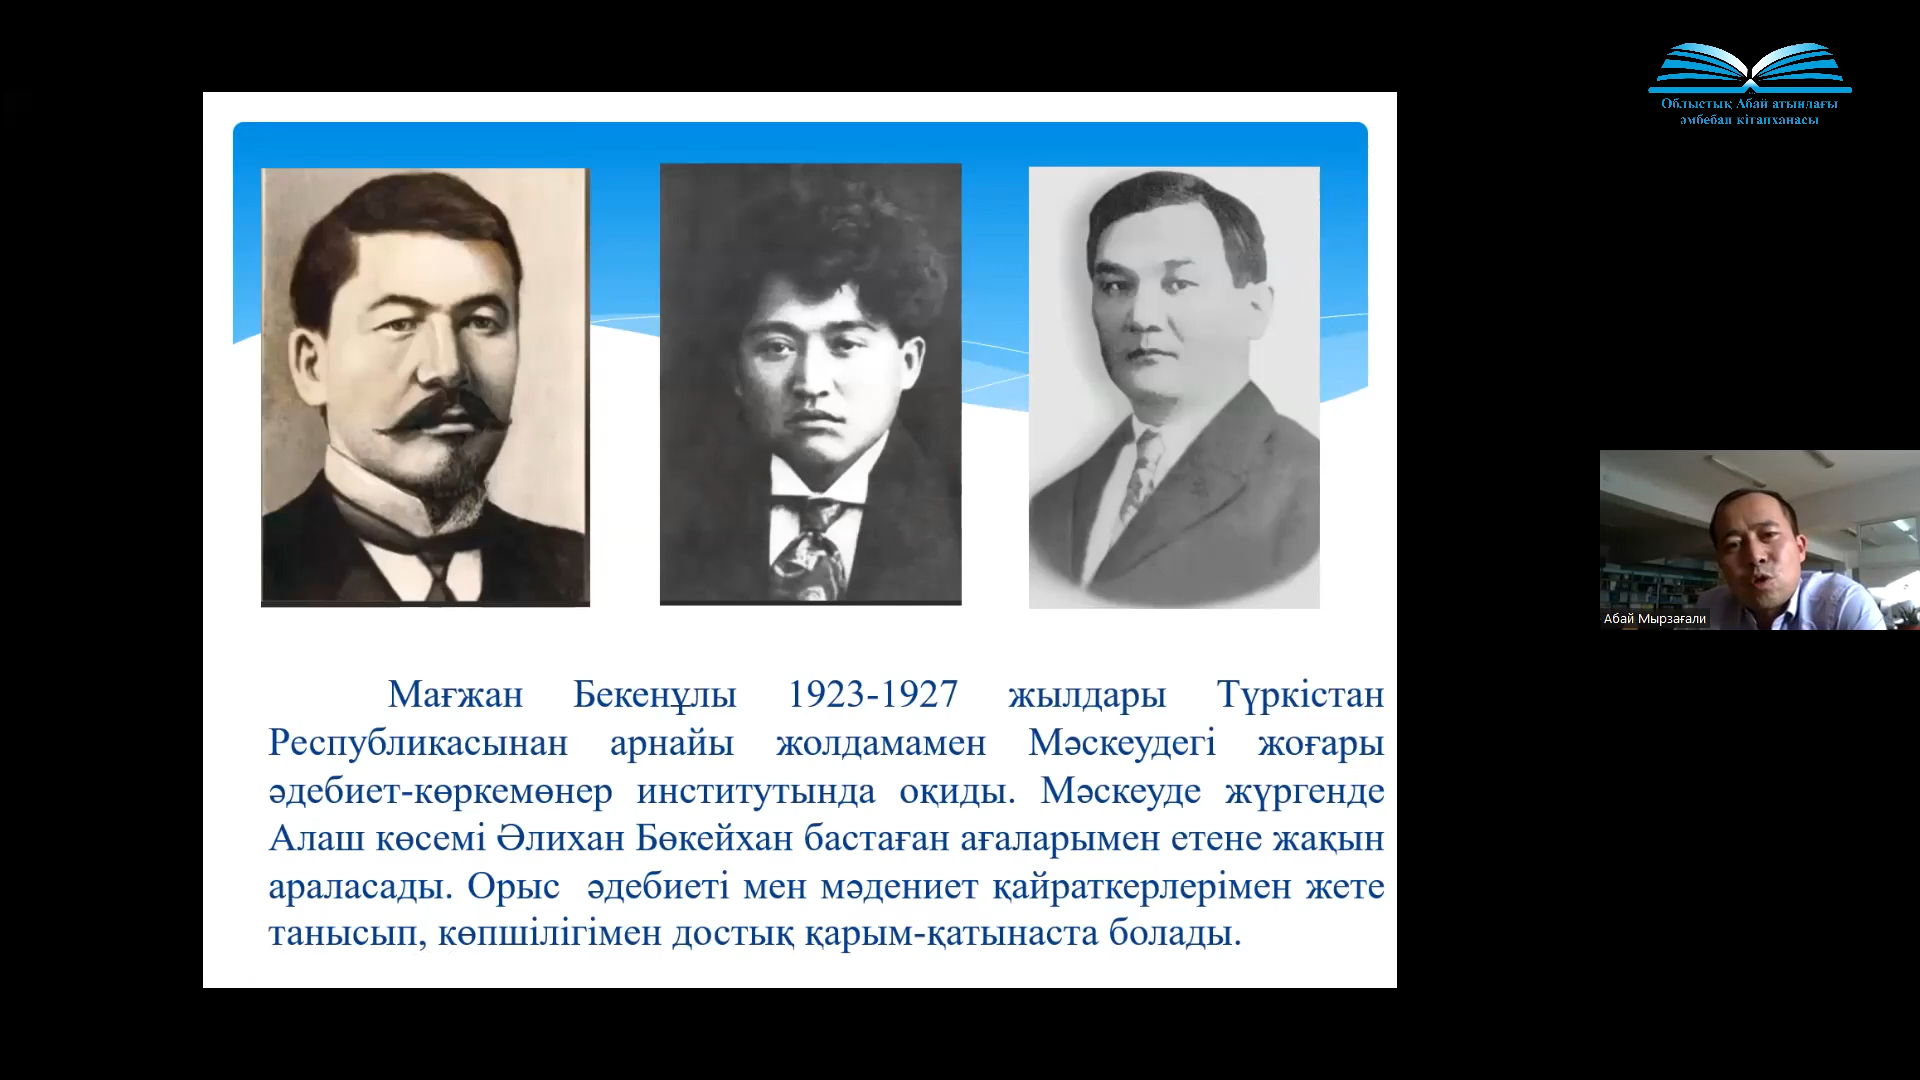 Облыстық Абай атындағы
әмбебап кітапханасы
Мағжан Бекенұлы 1923-1927 жылдары Түркістан
Республикасынан арнайы жолдамамен Мәскеудегі жоғары
әдебиет-көркемөнер институтында оқиды. Мәскеуде жүргенде
Алаш көсемі Әлихан Бөкейхан бастаған ағаларымен етене жақын
араласады. Орыс әдебиеті мен мәдениет қайраткерлерімен жете
танысып, көпшілігімен достық қарым-қатынаста болады.
Абай Мырзағали